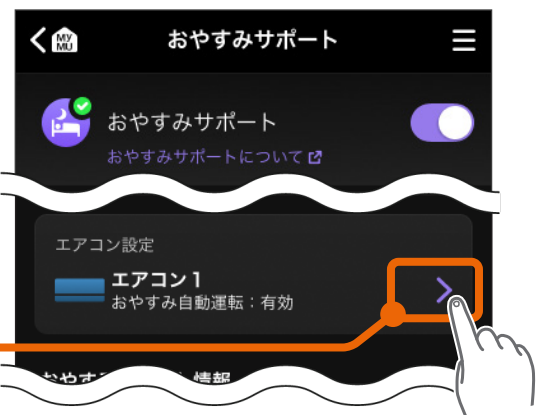 MY
MU
おやすみサポート
おやすみサポート
おやすみサポートについて
エアコン設定
エアコン 1
おやすみ自動運転：有効
情報